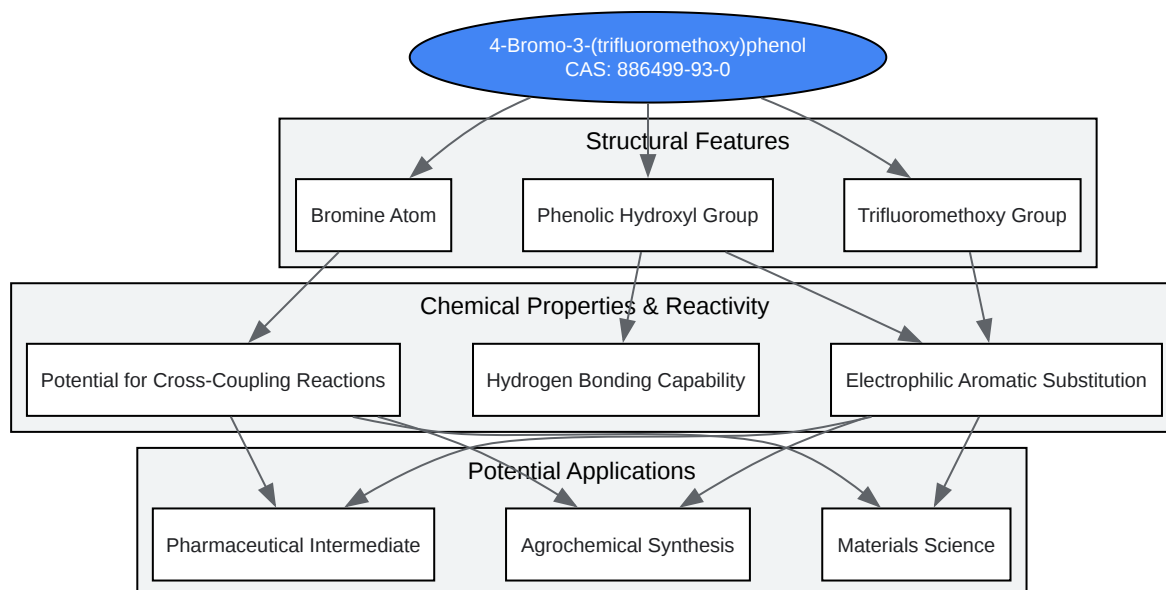 4-Bromo-3-(trifluoromethoxy)phenol
CAS: 886499-93-0
Structural Features
Bromine Atom
Phenolic Hydroxyl Group
Trifluoromethoxy Group
Chemical Properties & Reactivity
Potential for Cross-Coupling Reactions
Hydrogen Bonding Capability
Electrophilic Aromatic Substitution
Potential Applications
Pharmaceutical Intermediate
Agrochemical Synthesis
Materials Science